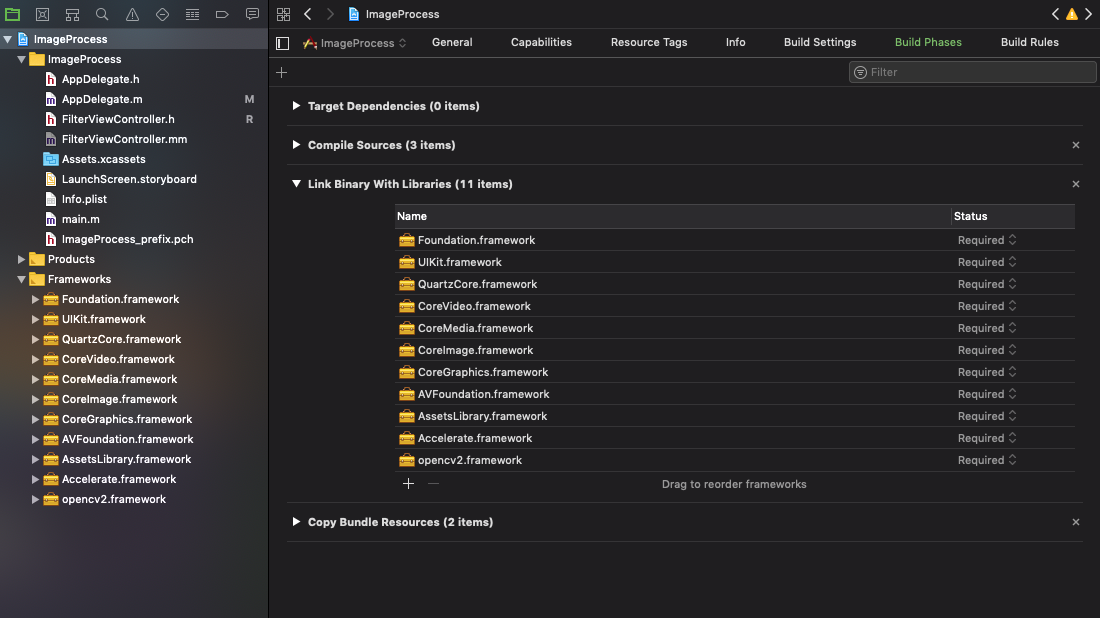 ImageProcess
ImageProcess
General
Capabilities
Resource Tags
Info
Build Settings
Build Phases
Build Rules
Filter
ImageProcess
ImageProcess
h AppDelegate.h
m AppDelegate.m M
h FilterViewController.h R
m FilterViewController.mm
Assets.xcassets
LaunchScreen.storyboard
Info.plist
m main.m
h ImageProcess_prefix.pch
Products
Frameworks
Foundation.framework
UIKit.framework
QuartzCore.framework
CoreVideo.framework
CoreMedia.framework
CoreImage.framework
CoreGraphics.framework
AVFoundation.framework
AssetsLibrary.framework
Accelerate.framework
opencv2.framework
Target Dependencies (0 items)
Compile Sources (3 items)
Link Binary With Libraries (11 items)
Name Status
Foundation.framework Required
UIKit.framework Required
QuartzCore.framework Required
CoreVideo.framework Required
CoreMedia.framework Required
CoreImage.framework Required
CoreGraphics.framework Required
AVFoundation.framework Required
AssetsLibrary.framework Required
Accelerate.framework Required
opencv2.framework Required
Drag to reorder frameworks
Copy Bundle Resources (2 items)